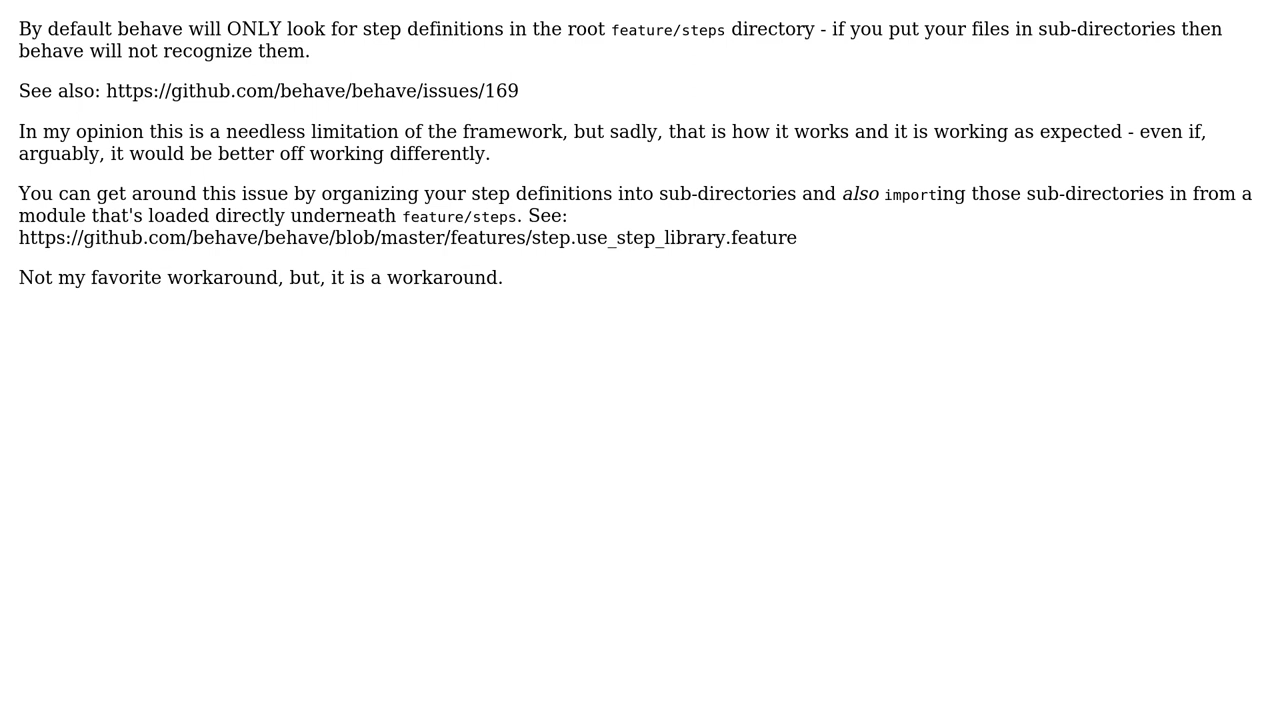 By default behave will ONLY look for step definitions in the root feature/steps directory - if you put your files in sub-directories then
behave will not recognize them.
See also: https://github.com/behave/behave/issues/169
In my opinion this is a needless limitation of the framework, but sadly, that is how it works and it is working as expected - even if,
arguably, it would be better off working differently.
You can get around this issue by organizing your step definitions into sub-directories and also importing those sub-directories in from a
module that's loaded directly underneath feature/steps. See:
https://github.com/behave/behave/blob/master/features/step.use_step_library.feature
Not my favorite workaround, but, it is a workaround.